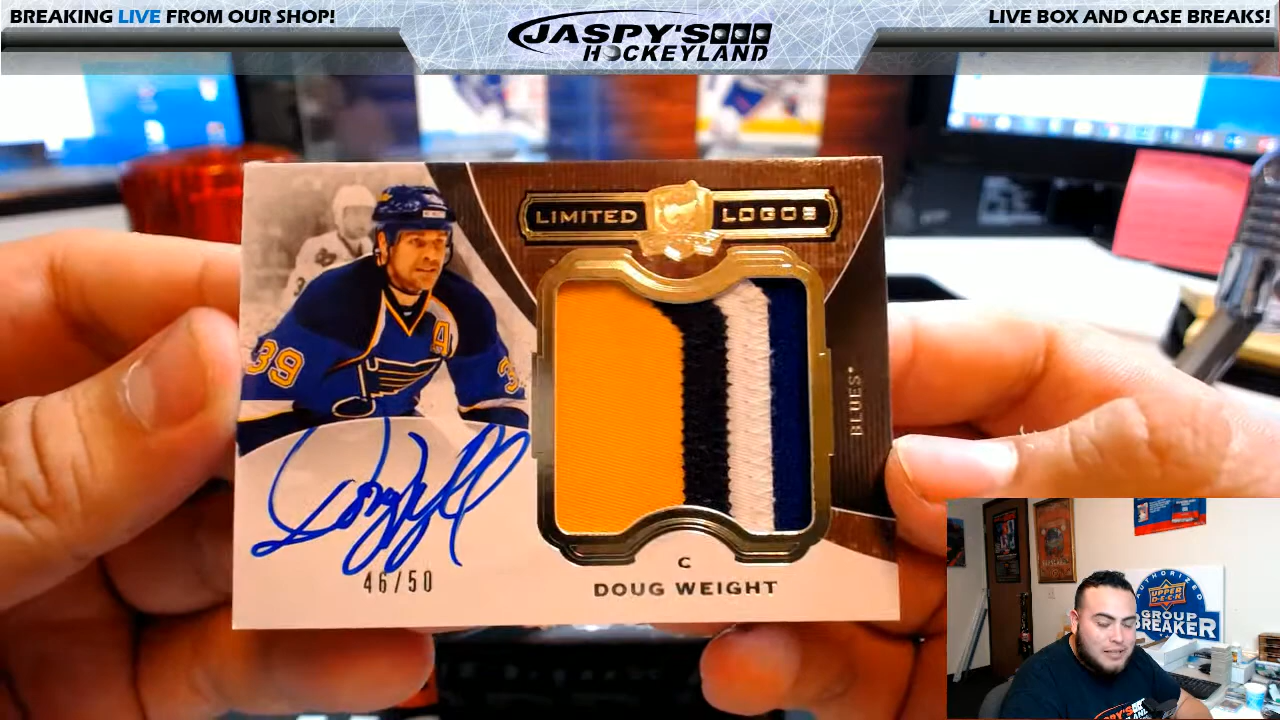 BREAKING LIVE FROM OUR SHOP!
JASPY'S
HOCKEYLAND
LIVE BOX AND CASE BREAKS!
LIMITED LOGOS
39
A
BLUES
46/50
C
DOUG WEIGHT
AUTHORIZED
UPPER DECK
GROUP
BREAKER